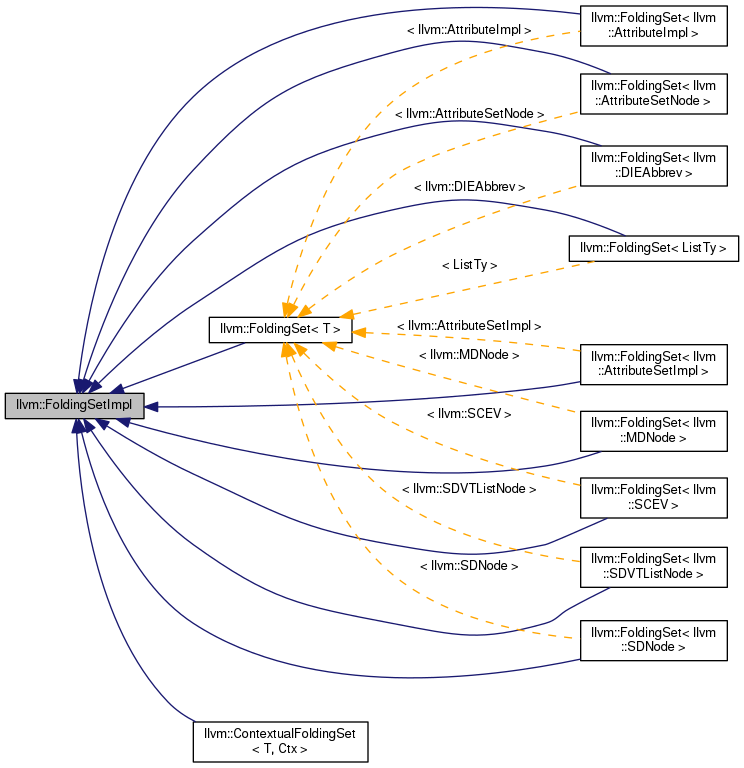 llvm::FoldingSet< llvm
::AttributeImpl >
< llvm::AttributeImpl >
llvm::FoldingSet< llvm
::AttributeSetNode >
< llvm::AttributeSetNode >
llvm::FoldingSet< llvm
::DIEAbbrev >
< llvm::DIEAbbrev >
llvm::FoldingSet< ListTy >
< ListTy >
llvm::FoldingSet< T >
< llvm::AttributeSetImpl >
llvm::FoldingSet< llvm
::AttributeSetImpl >
< llvm::MDNode >
llvm::FoldingSetImpl
< llvm::SCEV >
llvm::FoldingSet< llvm
::MDNode >
llvm::FoldingSet< llvm
::SCEV >
< llvm::SDVTListNode >
llvm::FoldingSet< llvm
::SDVTListNode >
< llvm::SDNode >
llvm::FoldingSet< llvm
::SDNode >
llvm::ContextualFoldingSet
< T, Ctx >